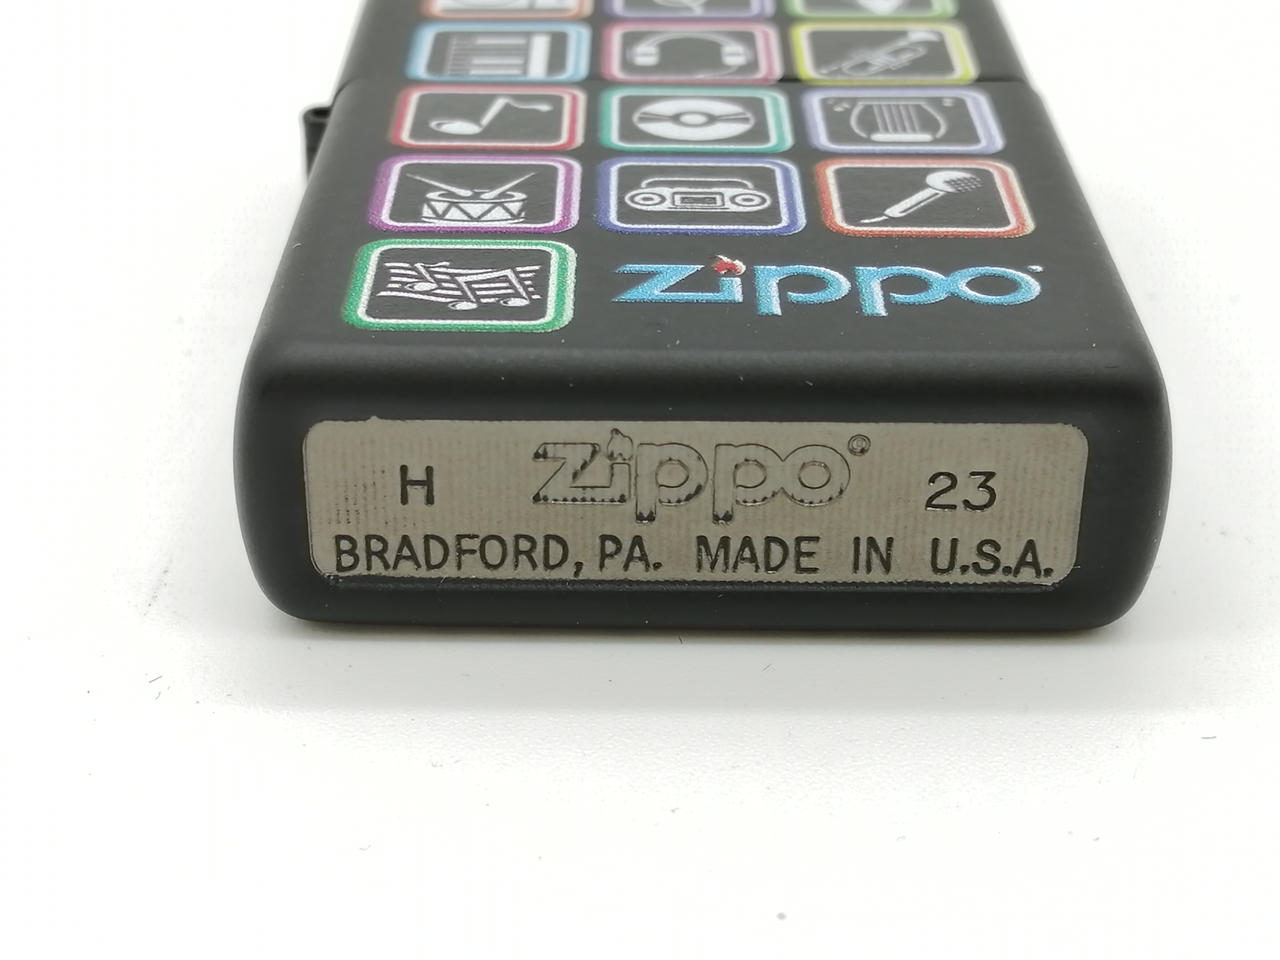 zippo
H zippo® 23
BRADFORD, PA. MADE IN U.S.A.